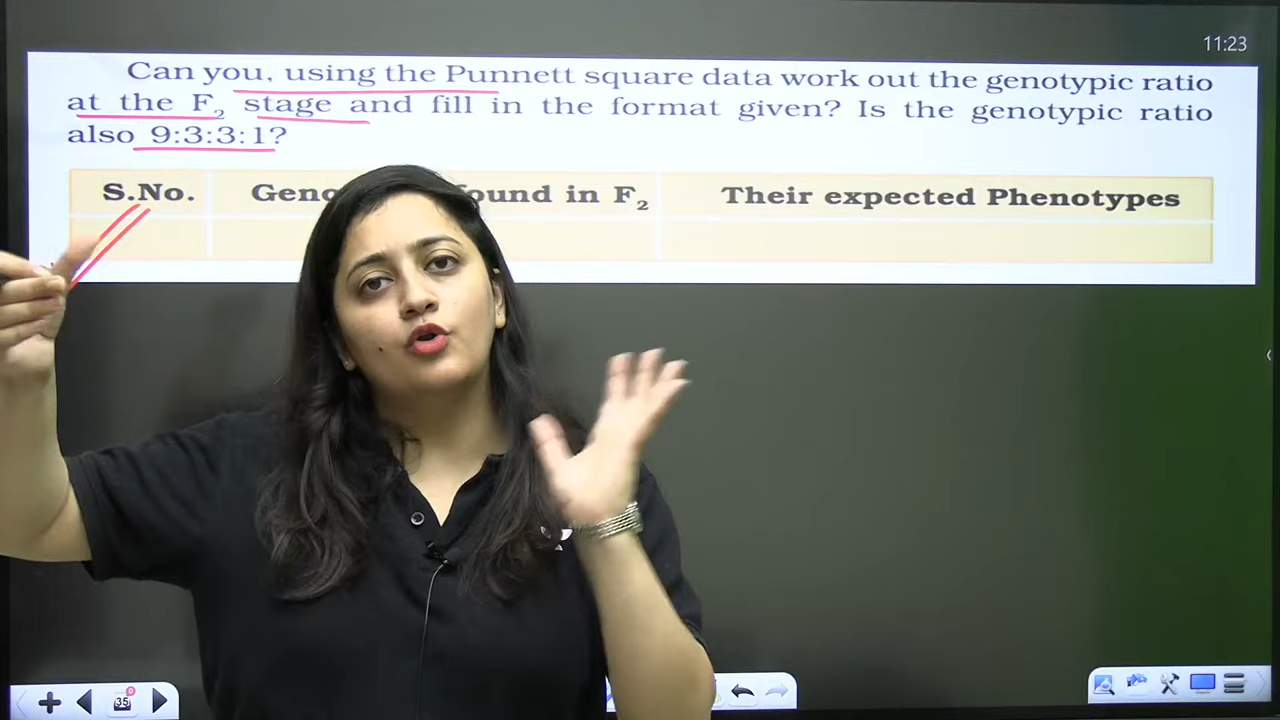 11:23
Can you, using the Punnett square data work out the genotypic ratio
at the F₂ stage and fill in the format given? Is the genotypic ratio
also 9:3:3:1?
S.No. found in F₂ Their expected Phenotypes
35
0